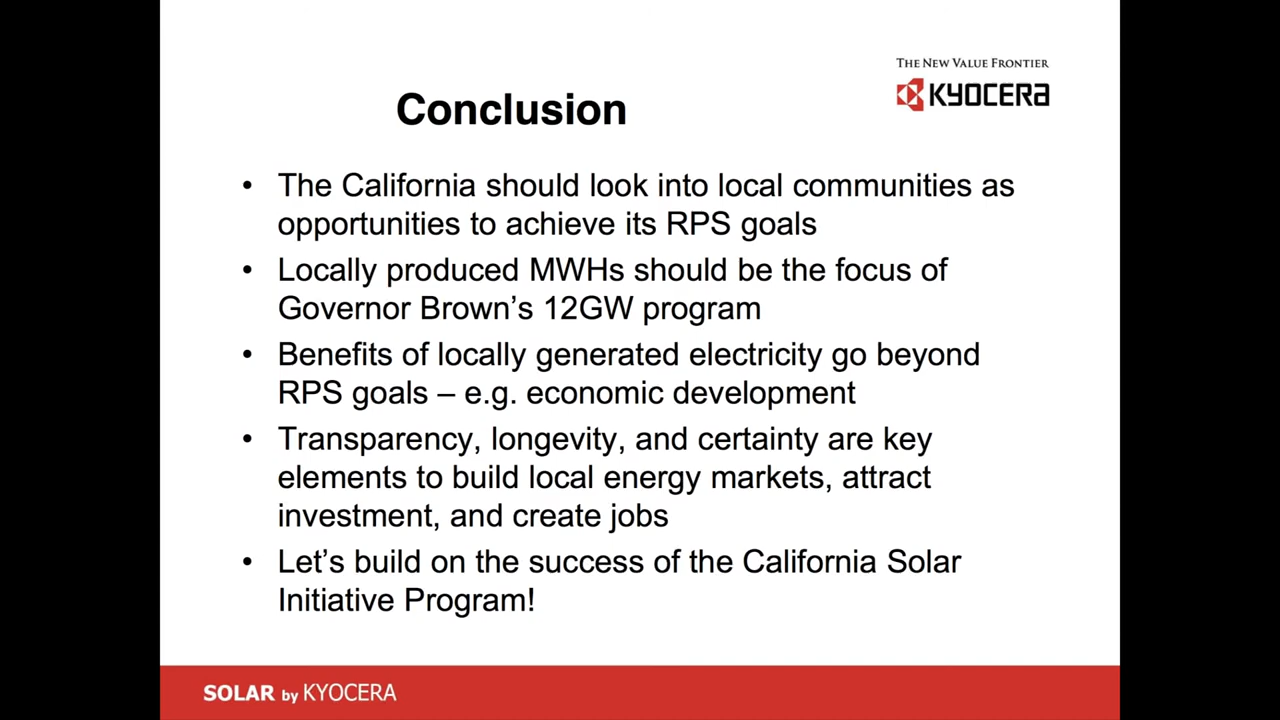 THE NEW VALUE FRONTIER
KYOCERA
Conclusion
• The California should look into local communities as
opportunities to achieve its RPS goals
• Locally produced MWHs should be the focus of
Governor Brown’s 12GW program
• Benefits of locally generated electricity go beyond
RPS goals – e.g. economic development
• Transparency, longevity, and certainty are key
elements to build local energy markets, attract
investment, and create jobs
• Let’s build on the success of the California Solar
Initiative Program!
SOLAR by KYOCERA